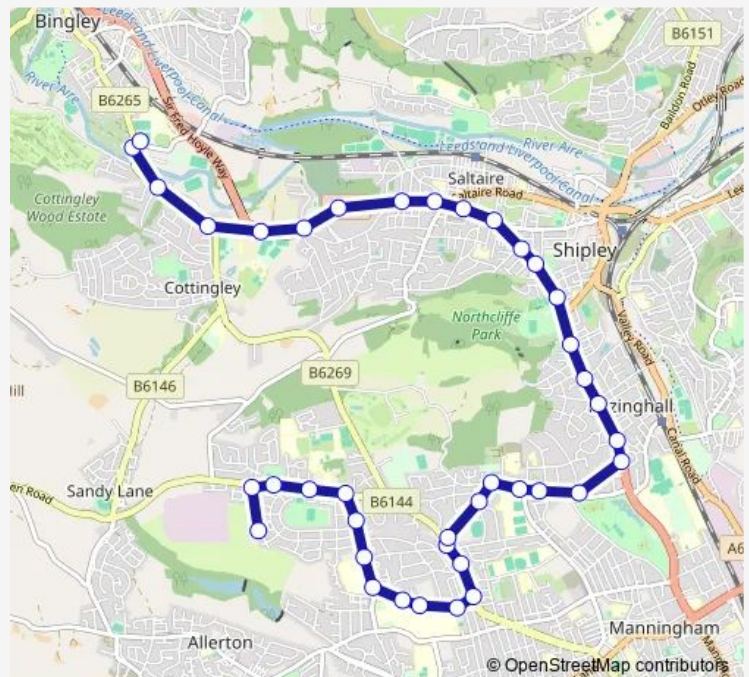 Bingley
B6151
Leeds and Liverpool Canal
River Aire
B6265
Sir Fred Hoyle Way
Baildon Road
Otley Road
River Aire
Leeds and Liverpool Canal
Cottingley
Wood Estate
Saltaire
Saltaire Road
Shipley
Cottingley
Northcliffe
Park
Valley Road
B6269
B6146
zinghall
Canal Road
Sandy Lane
B6144
Allerton
Manningham
© OpenStreetMap contributors